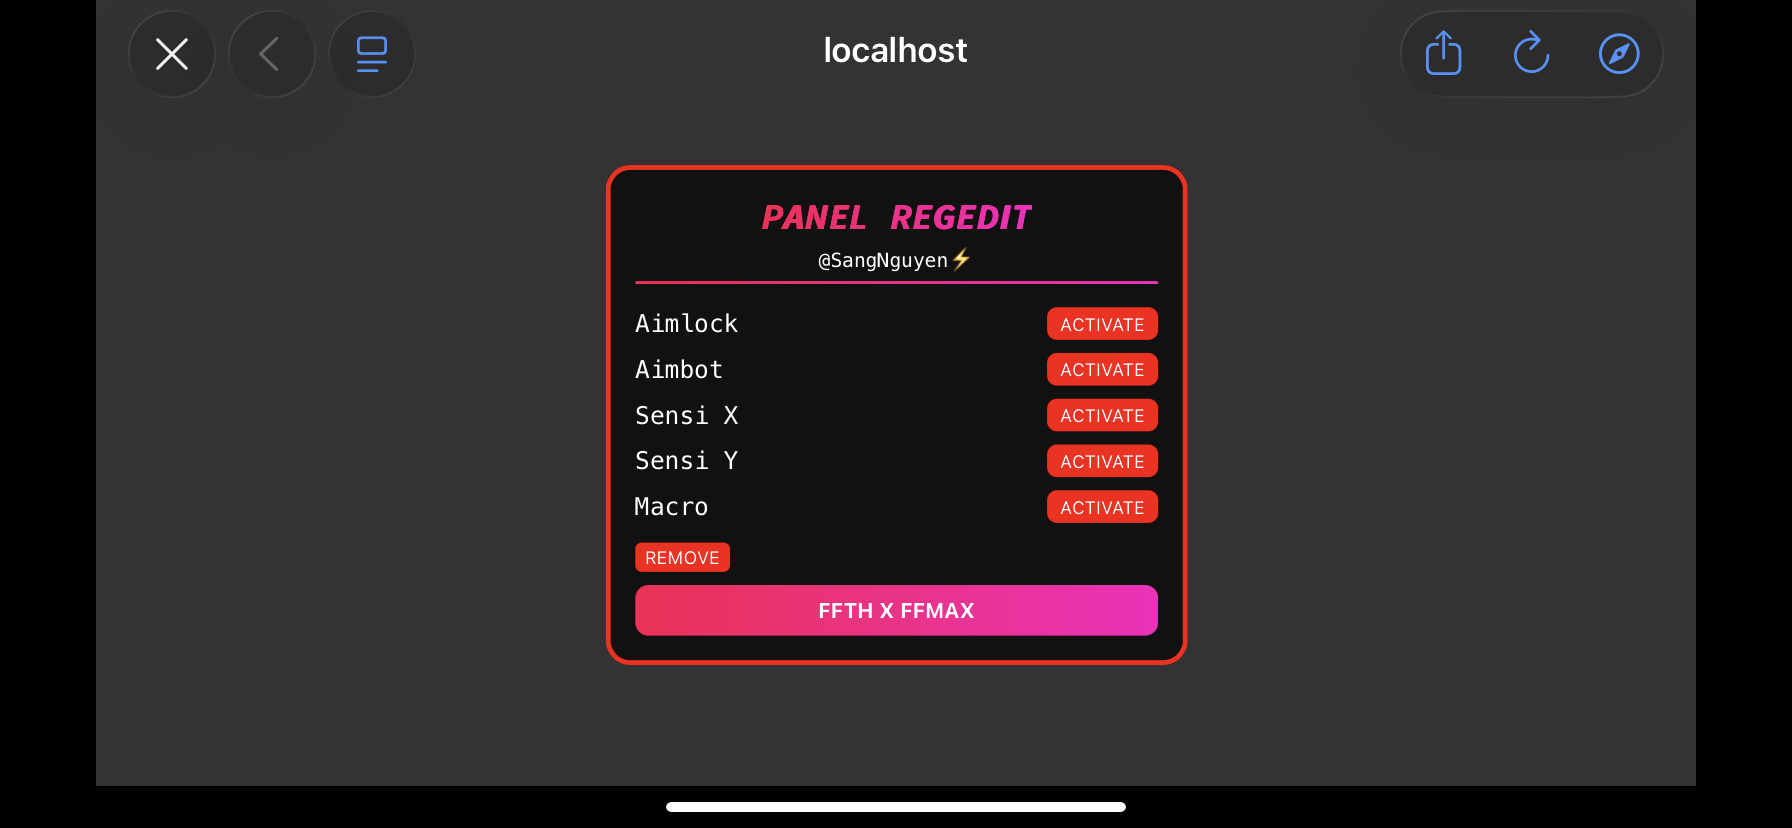 localhost
PANEL REGEDIT
@SangNguyen⚡
Aimlock ACTIVATE
Aimbot ACTIVATE
Sensi X ACTIVATE
Sensi Y ACTIVATE
Macro ACTIVATE
REMOVE
FFTH X FFMAX